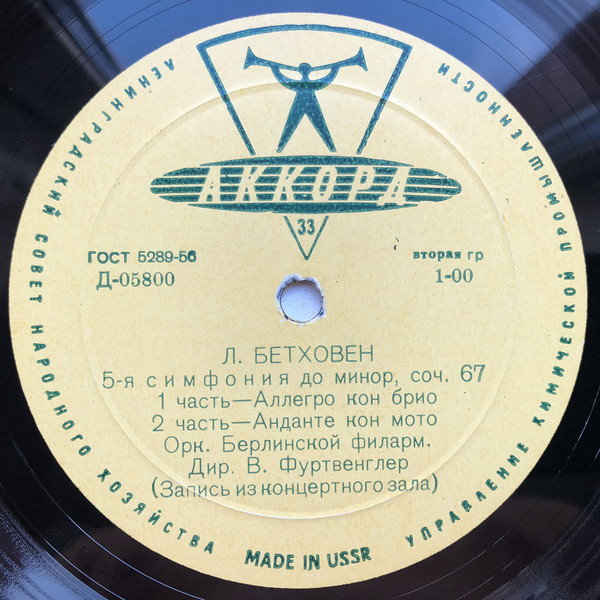 ЛЕНИНГРАДСКИЙ СОВЕТ НАРОДНОГО ХОЗЯЙСТВА
УПРАВЛЕНИЕ ХИМИЧЕСКОЙ ПРОМЫШЛЕННОСТИ
АККОРД
33
ГОСТ 5289-56 вторая гр
Д-05800 1-00
Л. БЕТХОВЕН
5-я симфония до минор, соч. 67
1 часть—Аллегро кон брио
2 часть—Анданте кон мото
Орк. Берлинской филарм.
Дир. В. Фуртвенглер
(Запись из концертного зала)
MADE IN USSR